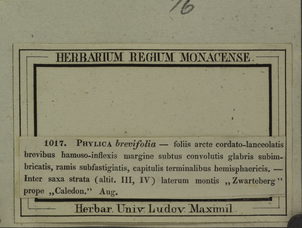 76
HERBARIUM REGIUM MONACENSE.
1017. PHYLICA brevifolia — foliis arcte cordato-lanceolatis
brevibus hamoso-inflexis margine subtus convolutis glabris subim-
bricatis, ramis subfastigiatis, capitulis terminalibus hemisphaericis. —
Inter saxa strata (altit. III, IV) laterum montis „Zwarteberg“
prope „Caledon.“ Aug.
Herbar. Univ. Ludov. Maximil.